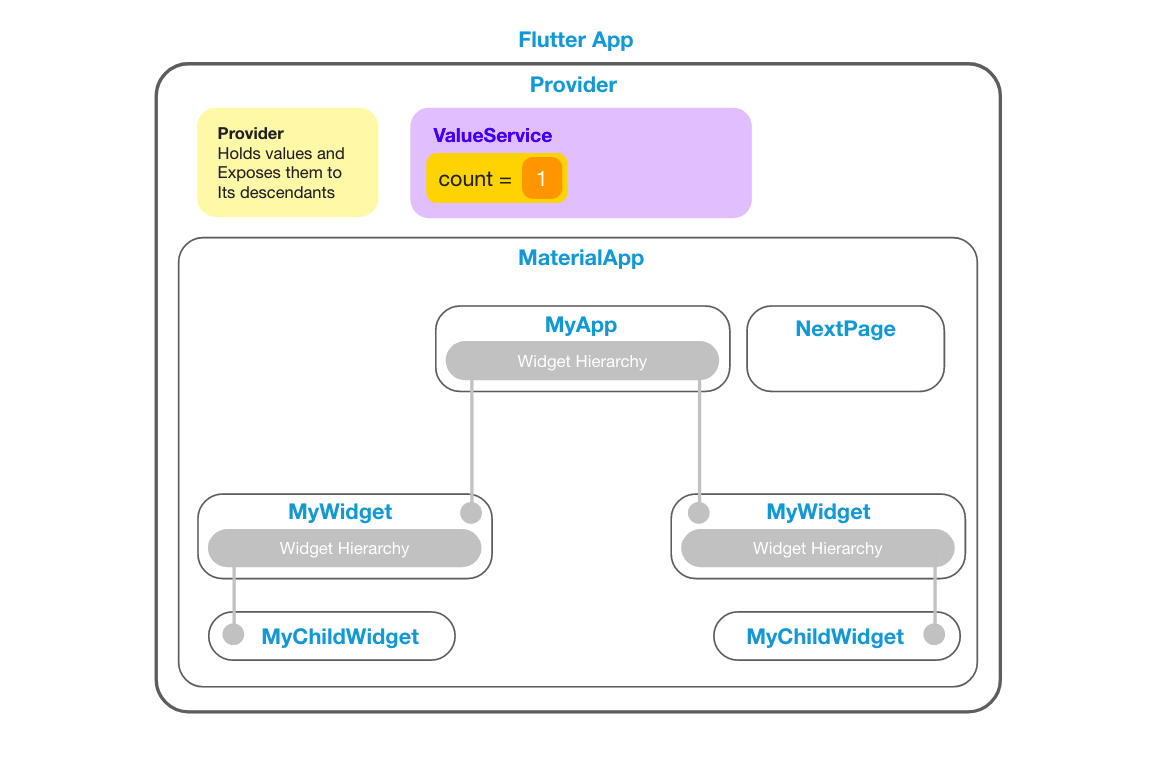 Flutter App
Provider
Provider
Holds values and
Exposes them to
Its descendants
ValueService
count = 1
MaterialApp
MyApp
Widget Hierarchy
NextPage
MyWidget
Widget Hierarchy
MyWidget
Widget Hierarchy
MyChildWidget
MyChildWidget